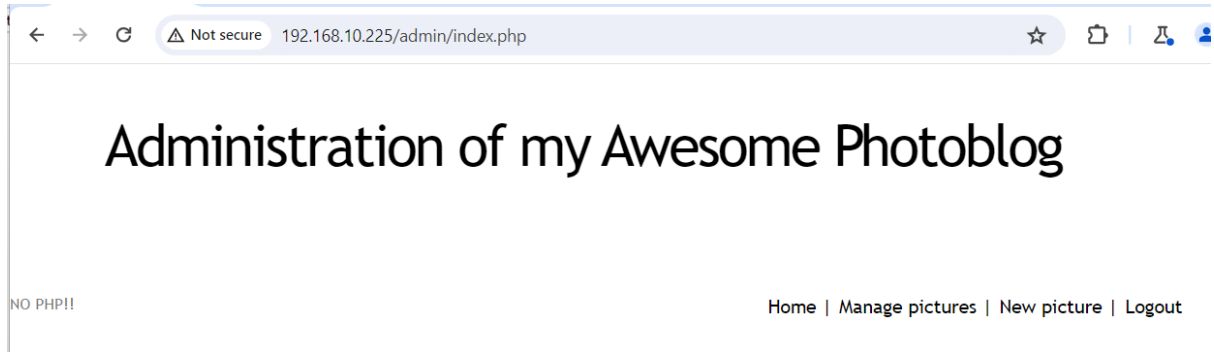 Not secure 192.168.10.225/admin/index.php
Administration of my Awesome Photoblog
NO PHP!! Home | Manage pictures | New picture | Logout